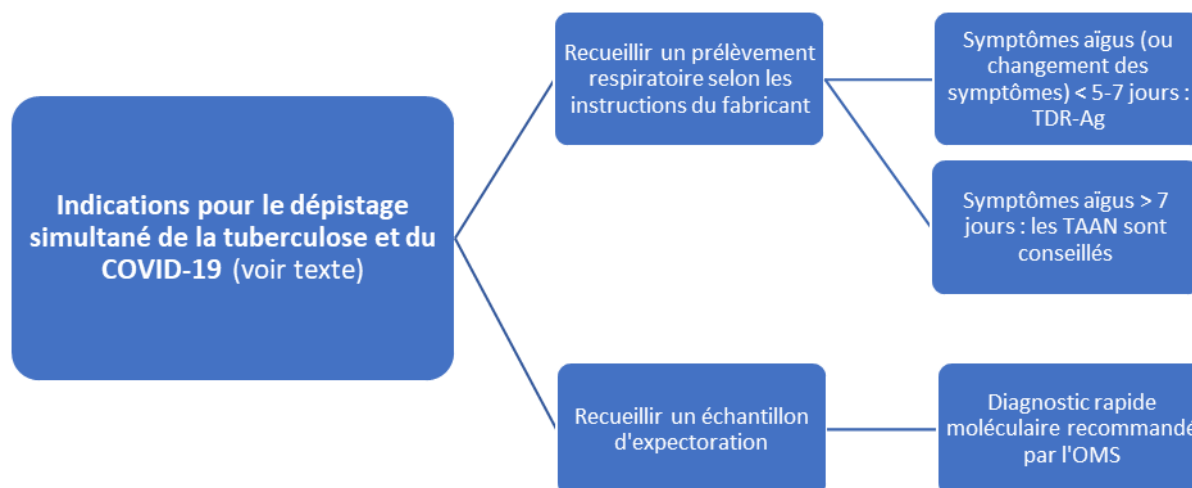 Indications pour le dépistage
simultané de la tuberculose et du
COVID-19 (voir texte)
Recueillir un prélèvement
respiratoire selon les
instructions du fabricant
Symptômes aïgus (ou
changement des
symptômes) < 5-7 jours :
TDR-Ag
Symptômes aïgus > 7
jours : les TAAN sont
conseillés
Recueillir un échantillon
d'expectoration
Diagnostic rapide
moléculaire recommandé
par l'OMS